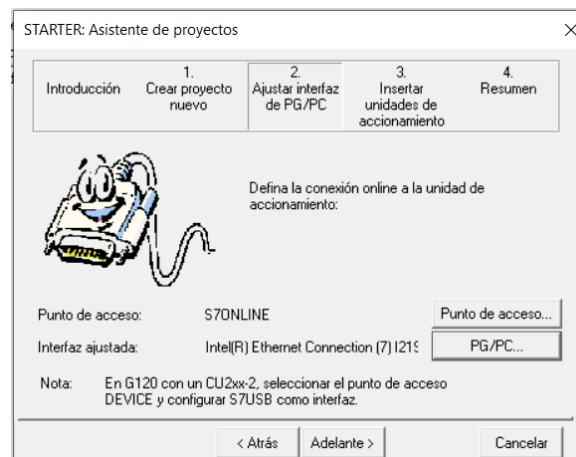 STARTER: Asistente de proyectos
Introducción
1.
Crear proyecto
nuevo
2.
Ajustar interfaz
de PG/PC
3.
Insertar
unidades de
accionamiento
4.
Resumen
Defina la conexión online a la unidad de
accionamiento:
Punto de acceso: S7ONLINE Punto de acceso...
Interfaz ajustada: Intel(R) Ethernet Connection (7) I219 PG/PC...
Nota: En G120 con un CU2xx-2, seleccionar el punto de acceso
DEVICE y configurar S7USB como interfaz.
< Atrás Adelante > Cancelar